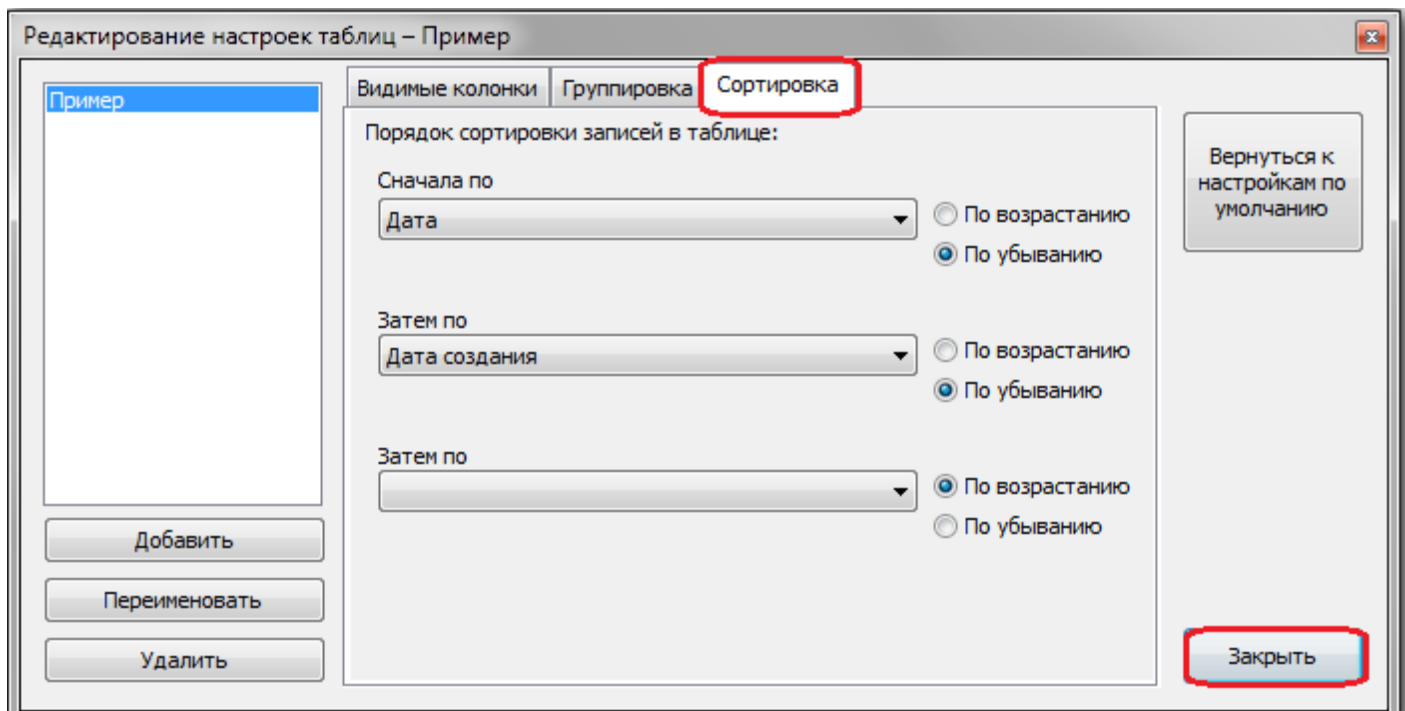 Редактирование настроек таблиц – Пример
Пример
Добавить
Переименовать
Удалить
Видимые колонки
Группировка
Сортировка
Порядок сортировки записей в таблице:
Сначала по
Дата
По возрастанию
По убыванию
Затем по
Дата создания
По возрастанию
По убыванию
Затем по
По возрастанию
По убыванию
Вернуться к
настройкам по
умолчанию
Закрыть